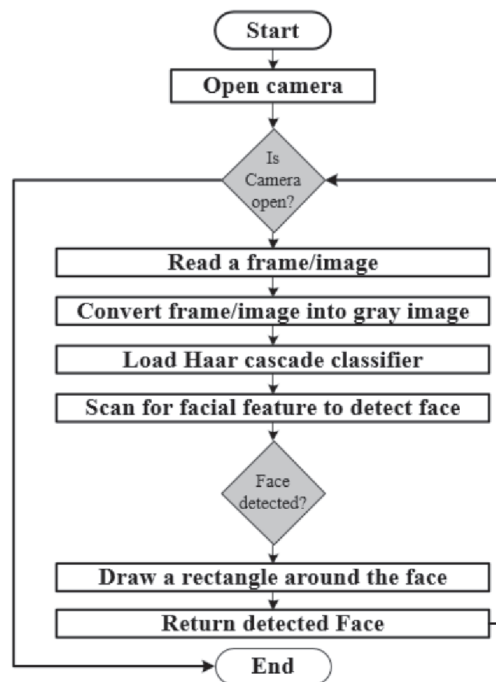 Start
Open camera
Is
Camera
open?
Read a frame/image
Convert frame/image into gray image
Load Haar cascade classifier
Scan for facial feature to detect face
Face
detected?
Draw a rectangle around the face
Return detected Face
End